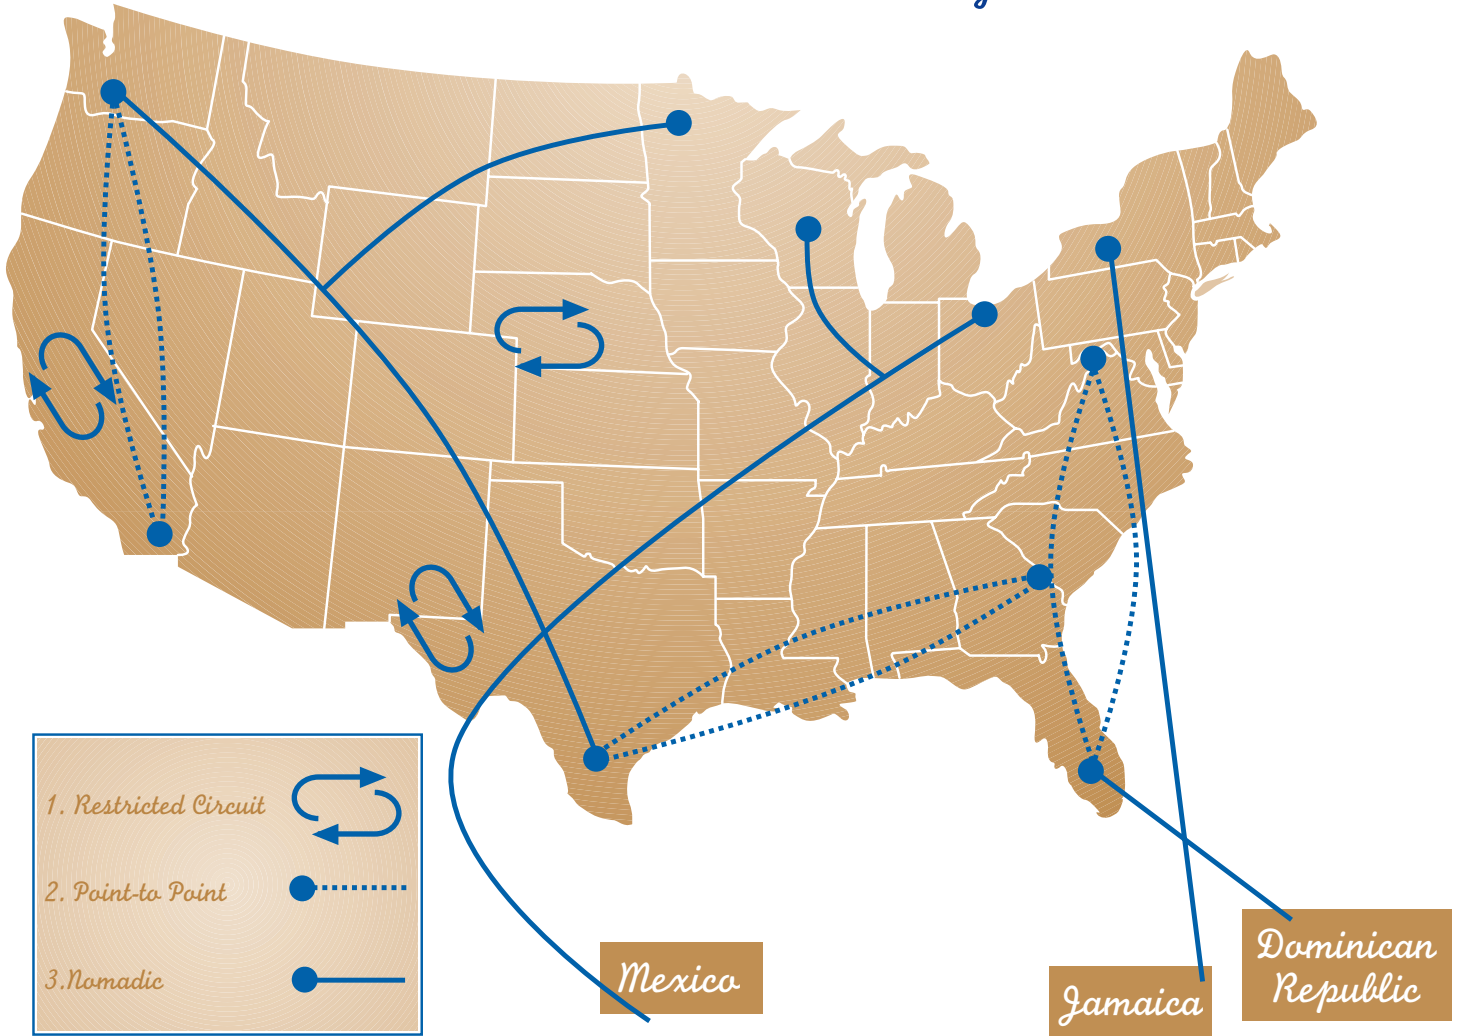 1. Restricted Circuit
2. Point-to Point
3.Nomadic
Mexico
Jamaica
Dominican
Republic